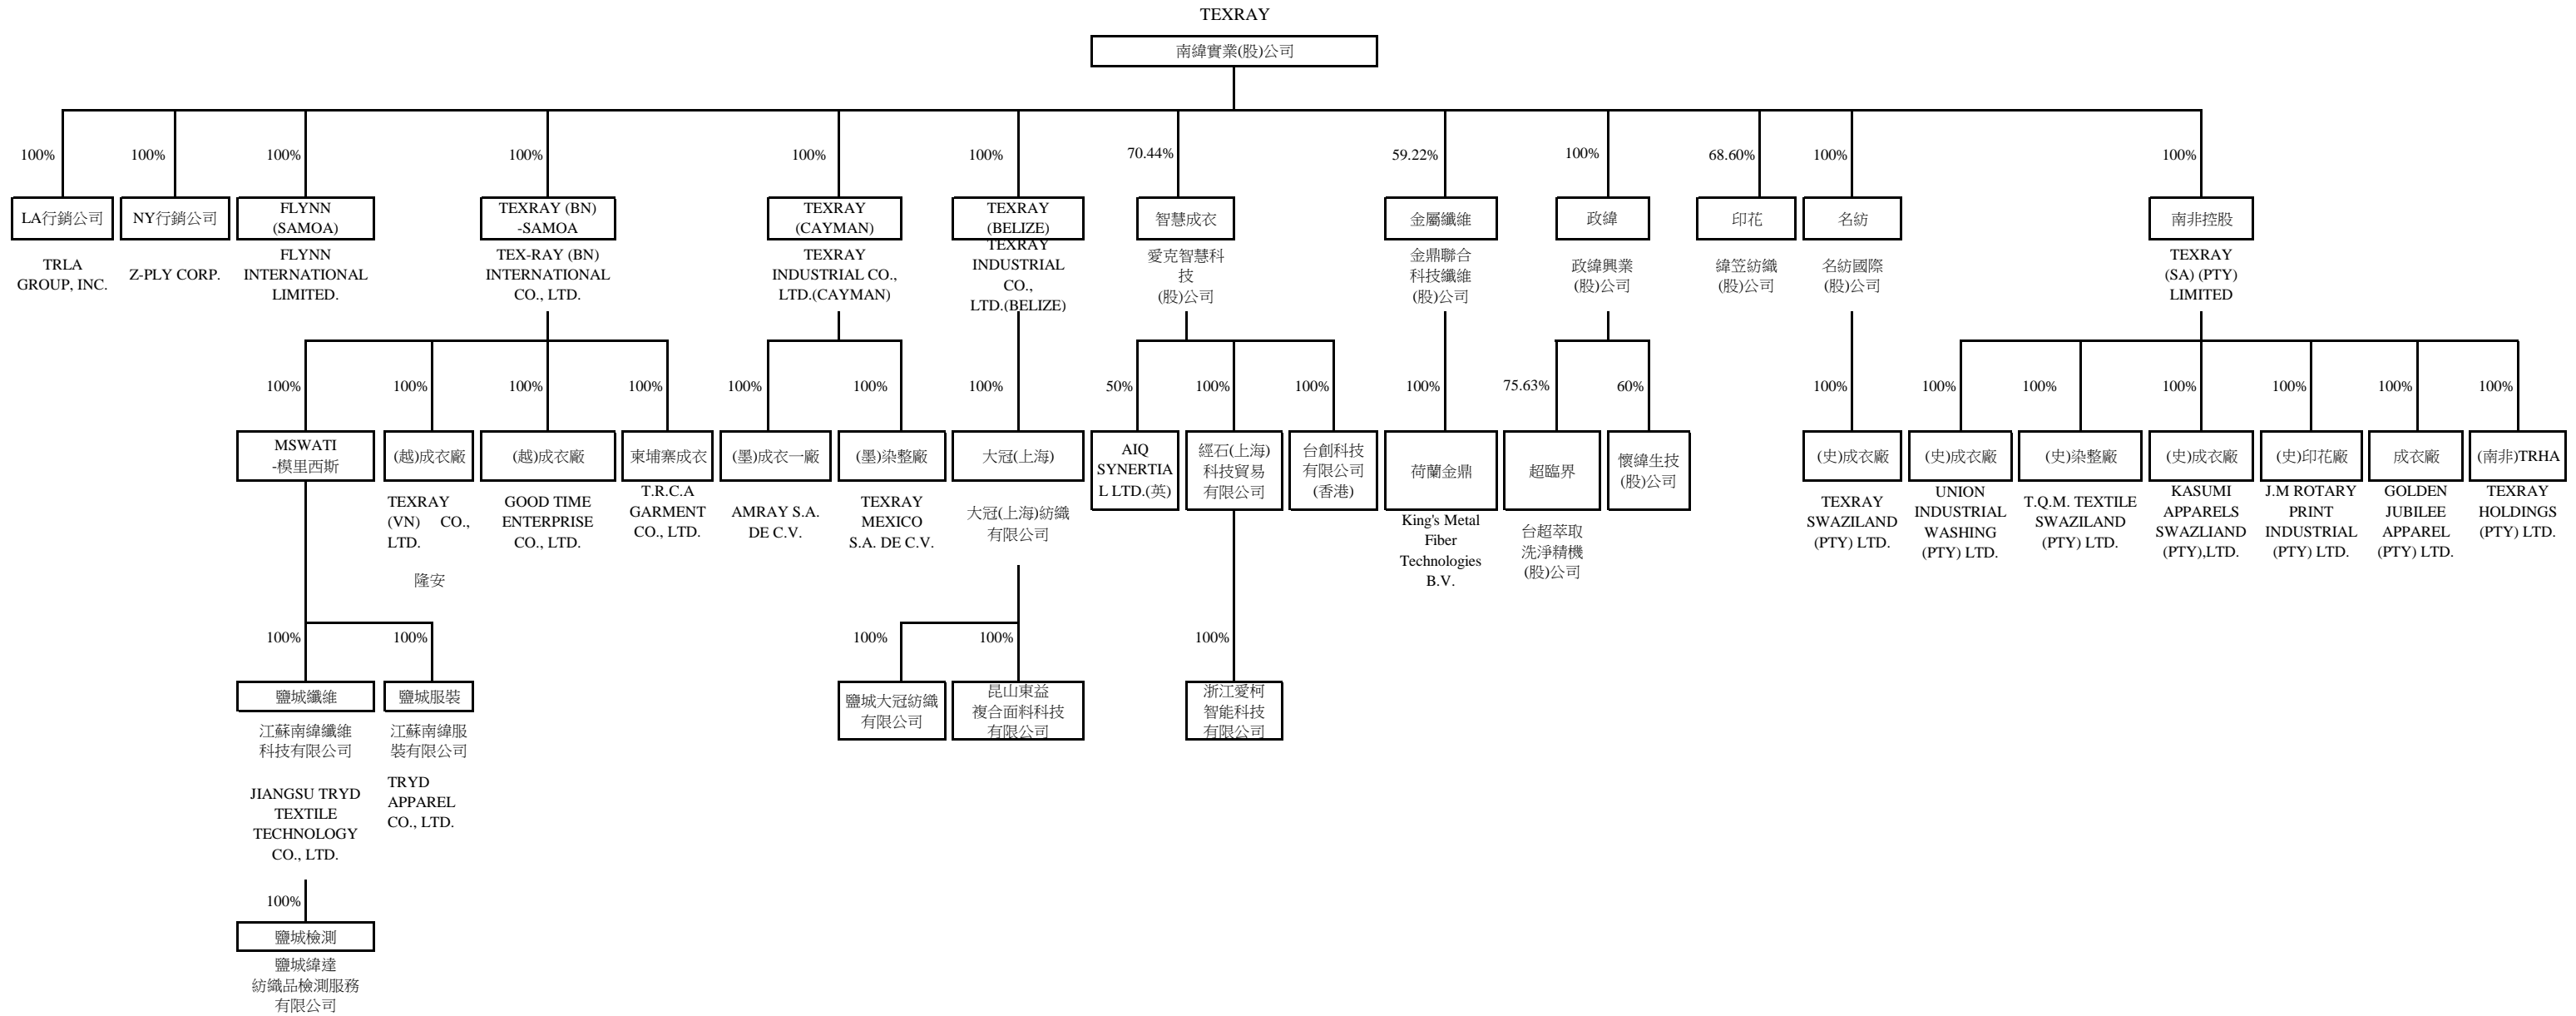 TEXRAY
南緯實業(股)公司
100%
100%
100%
100%
100%
100%
70.44%
59.22%
100%
68.60%
100%
100%
LA行銷公司
NY行銷公司
FLYNN
(SAMOA)
TEXRAY (BN)
-SAMOA
TEXRAY
(CAYMAN)
TEXRAY
(BELIZE)
智慧成衣
金屬纖維
政緯
印花
名紡
南非控股
TRLA
GROUP, INC.
Z-PLY CORP.
FLYNN
INTERNATIONAL
LIMITED.
TEX-RAY (BN)
INTERNATIONAL
CO., LTD.
TEXRAY
INDUSTRIAL CO.,
LTD.(CAYMAN)
TEXRAY
INDUSTRIAL
CO.,
LTD.(BELIZE)
愛克智慧科
技
(股)公司
金鼎聯合
科技纖維
(股)公司
政緯興業
(股)公司
緯笠紡織
(股)公司
名紡國際
(股)公司
TEXRAY
(SA) (PTY)
LIMITED
100%
100%
100%
100%
100%
100%
100%
50%
100%
100%
100%
75.63%
60%
100%
100%
100%
100%
100%
100%
100%
MSWATI
-模里西斯
(越)成衣廠
(越)成衣廠
柬埔寨成衣
(墨)成衣一廠
(墨)染整廠
大冠(上海)
AIQ
SYNERTIA
L LTD.(英)
經石(上海)
科技貿易
有限公司
台創科技
有限公司
(香港)
荷蘭金鼎
超臨界
懷緯生技
(股)公司
(史)成衣廠
(史)成衣廠
(史)染整廠
(史)成衣廠
(史)印花廠
成衣廠
(南非)TRHA
TEXRAY
(VN) CO.,
LTD.
隆安
GOOD TIME
ENTERPRISE
CO., LTD.
T.R.C.A
GARMENT
CO., LTD.
AMRAY S.A.
DE C.V.
TEXRAY
MEXICO
S.A. DE C.V.
大冠(上海)紡織
有限公司
King's Metal
Fiber
Technologies
B.V.
台超萃取
洗淨精機
(股)公司
TEXRAY
SWAZILAND
(PTY) LTD.
UNION
INDUSTRIAL
WASHING
(PTY) LTD.
T.Q.M. TEXTILE
SWAZILAND
(PTY) LTD.
KASUMI
APPARELS
SWAZLIAND
(PTY),LTD.
J.M ROTARY
PRINT
INDUSTRIAL
(PTY) LTD.
GOLDEN
JUBILEE
APPAREL
(PTY) LTD.
TEXRAY
HOLDINGS
(PTY) LTD.
100%
100%
100%
100%
100%
鹽城纖維
鹽城服裝
鹽城大冠紡織
有限公司
昆山東益
複合面料科技
有限公司
浙江愛柯
智能科技
有限公司
江蘇南緯纖維
科技有限公司
江蘇南緯服
裝有限公司
JIANGSU TRYD
TEXTILE
TECHNOLOGY
CO., LTD.
TRYD
APPAREL
CO., LTD.
100%
鹽城檢測
鹽城緯達
紡織品檢測服務
有限公司